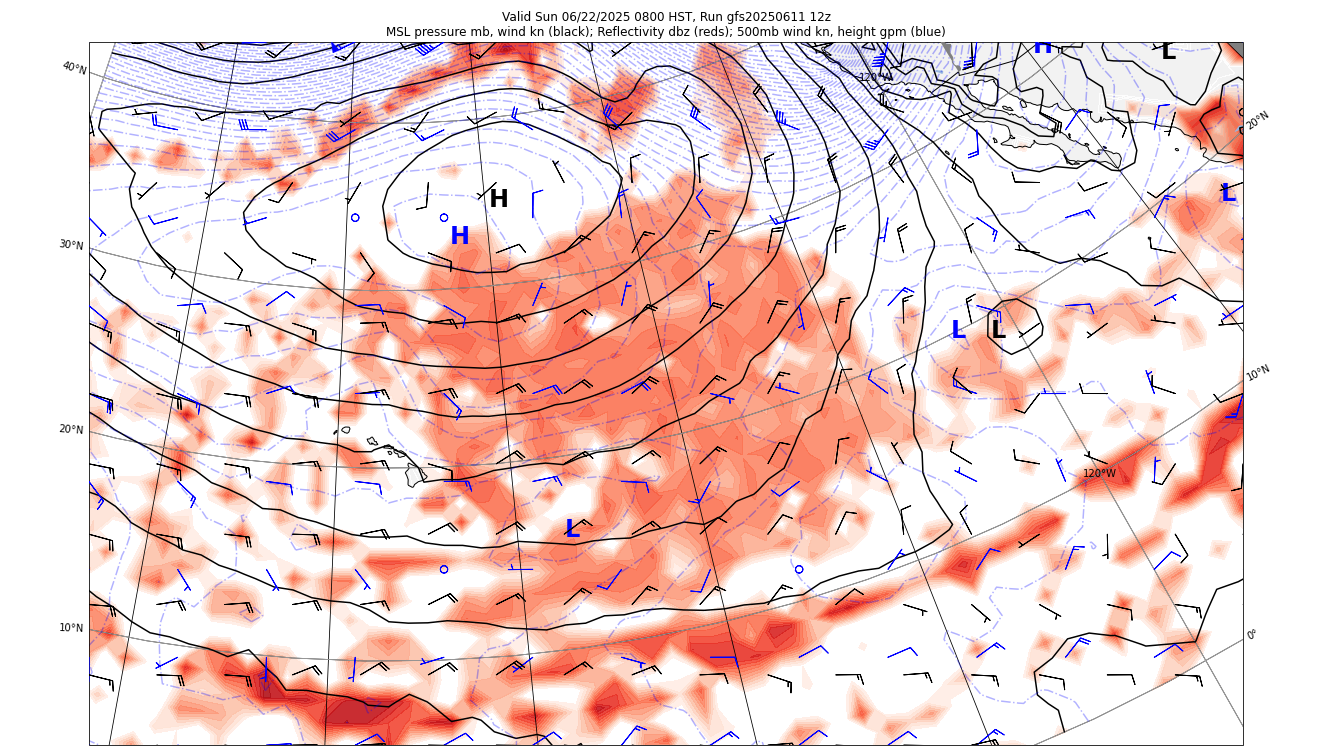 Valid Sun 06/22/2025 0800 HST, Run gfs20250611 12z
MSL pressure mb, wind kn (black); Reflectivity dbz (reds); 500mb wind kn, height gpm (blue)
H
L
40°N
120°W
20°N
L
H
H
30°N
L
L
10°N
20°N
120°W
L
10°N
0°